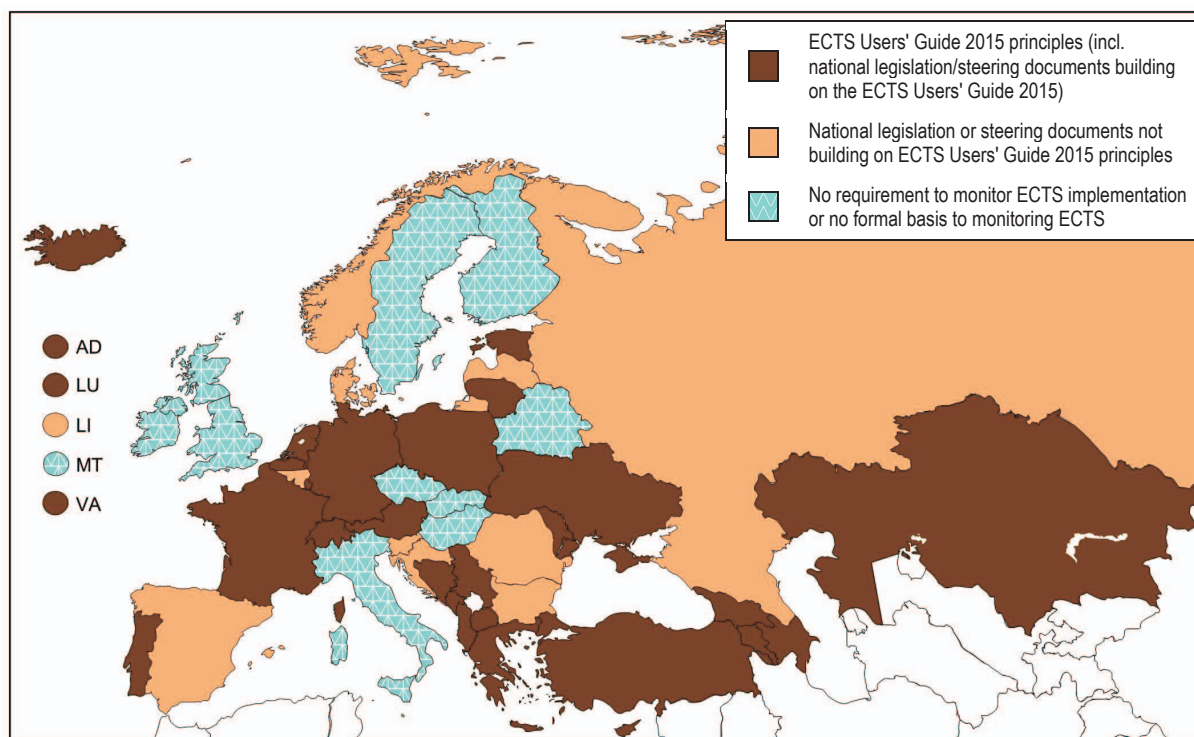 ECTS Users' Guide 2015 principles (incl.
national legislation/steering documents building
on the ECTS Users' Guide 2015)
National legislation or steering documents not
building on ECTS Users' Guide 2015 principles
No requirement to monitor ECTS implementation
or no formal basis to monitoring ECTS
AD
LU
LI
MT
VA